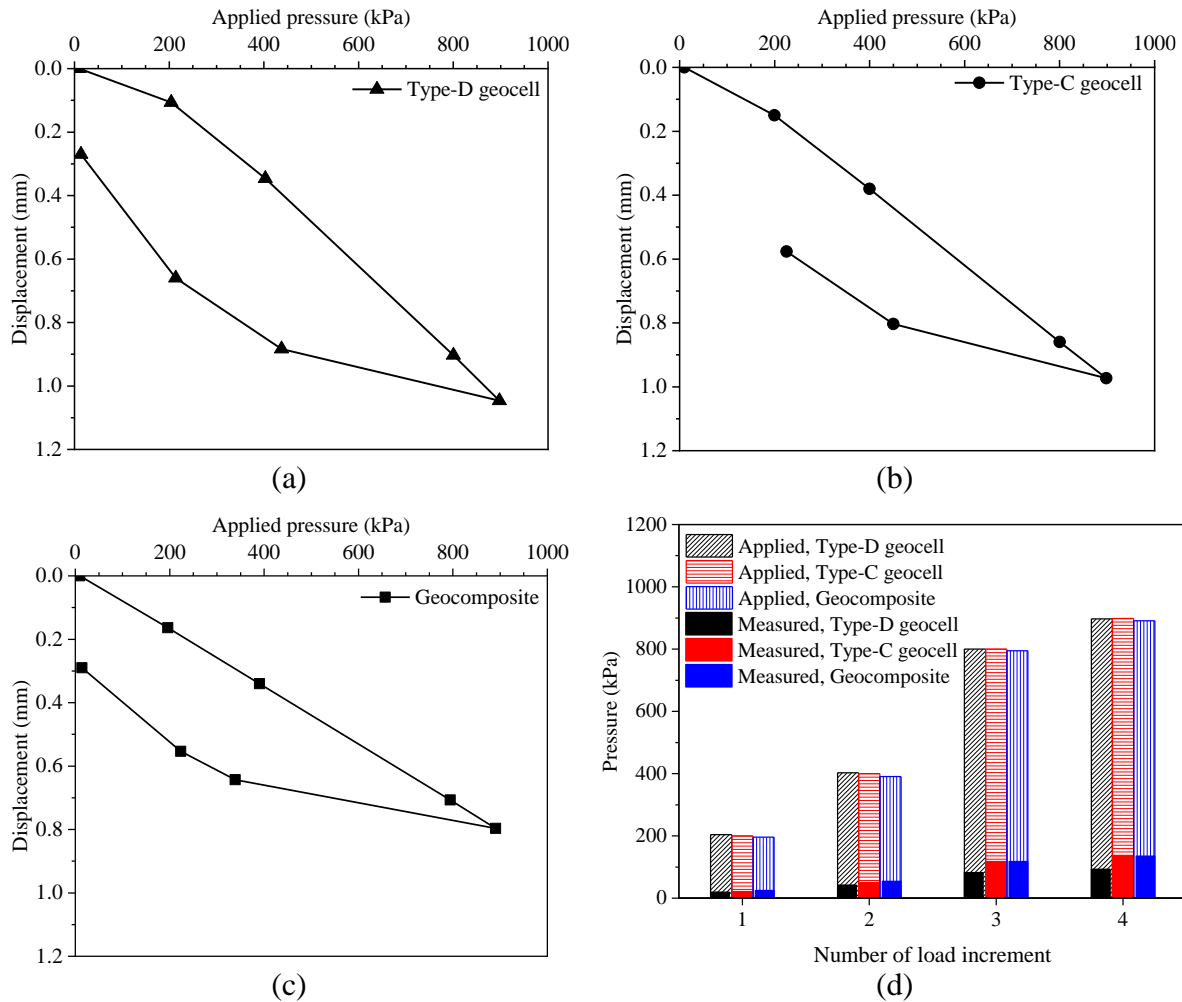 Applied pressure (kPa)
0 200 400 600 800 1000
0.0
0.2
0.4
0.6
0.8
1.0
1.2
Displacement (mm)
Type-D geocell
(a)
Applied pressure (kPa)
0 200 400 600 800 1000
0.0
0.2
0.4
0.6
0.8
1.0
1.2
Displacement (mm)
Type-C geocell
(b)
Applied pressure (kPa)
0 200 400 600 800 1000
0.0
0.2
0.4
0.6
0.8
1.0
1.2
Displacement (mm)
Geocomposite
(c)
1200
1000
800
600
400
200
0
Pressure (kPa)
Applied, Type-D geocell
Applied, Type-C geocell
Applied, Geocomposite
Measured, Type-D geocell
Measured, Type-C geocell
Measured, Geocomposite
1 2 3 4
Number of load increment
(d)